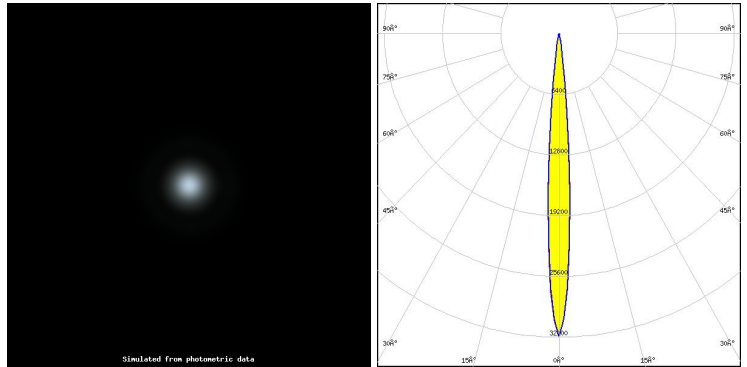 Simulated from photometric data
90Â° 90Â°
75Â° 75Â°
6400
60Â° 60Â°
12800
45Â° 45Â°
19200
25600
32000
30Â° 15Â° 0Â° 15Â° 30Â°